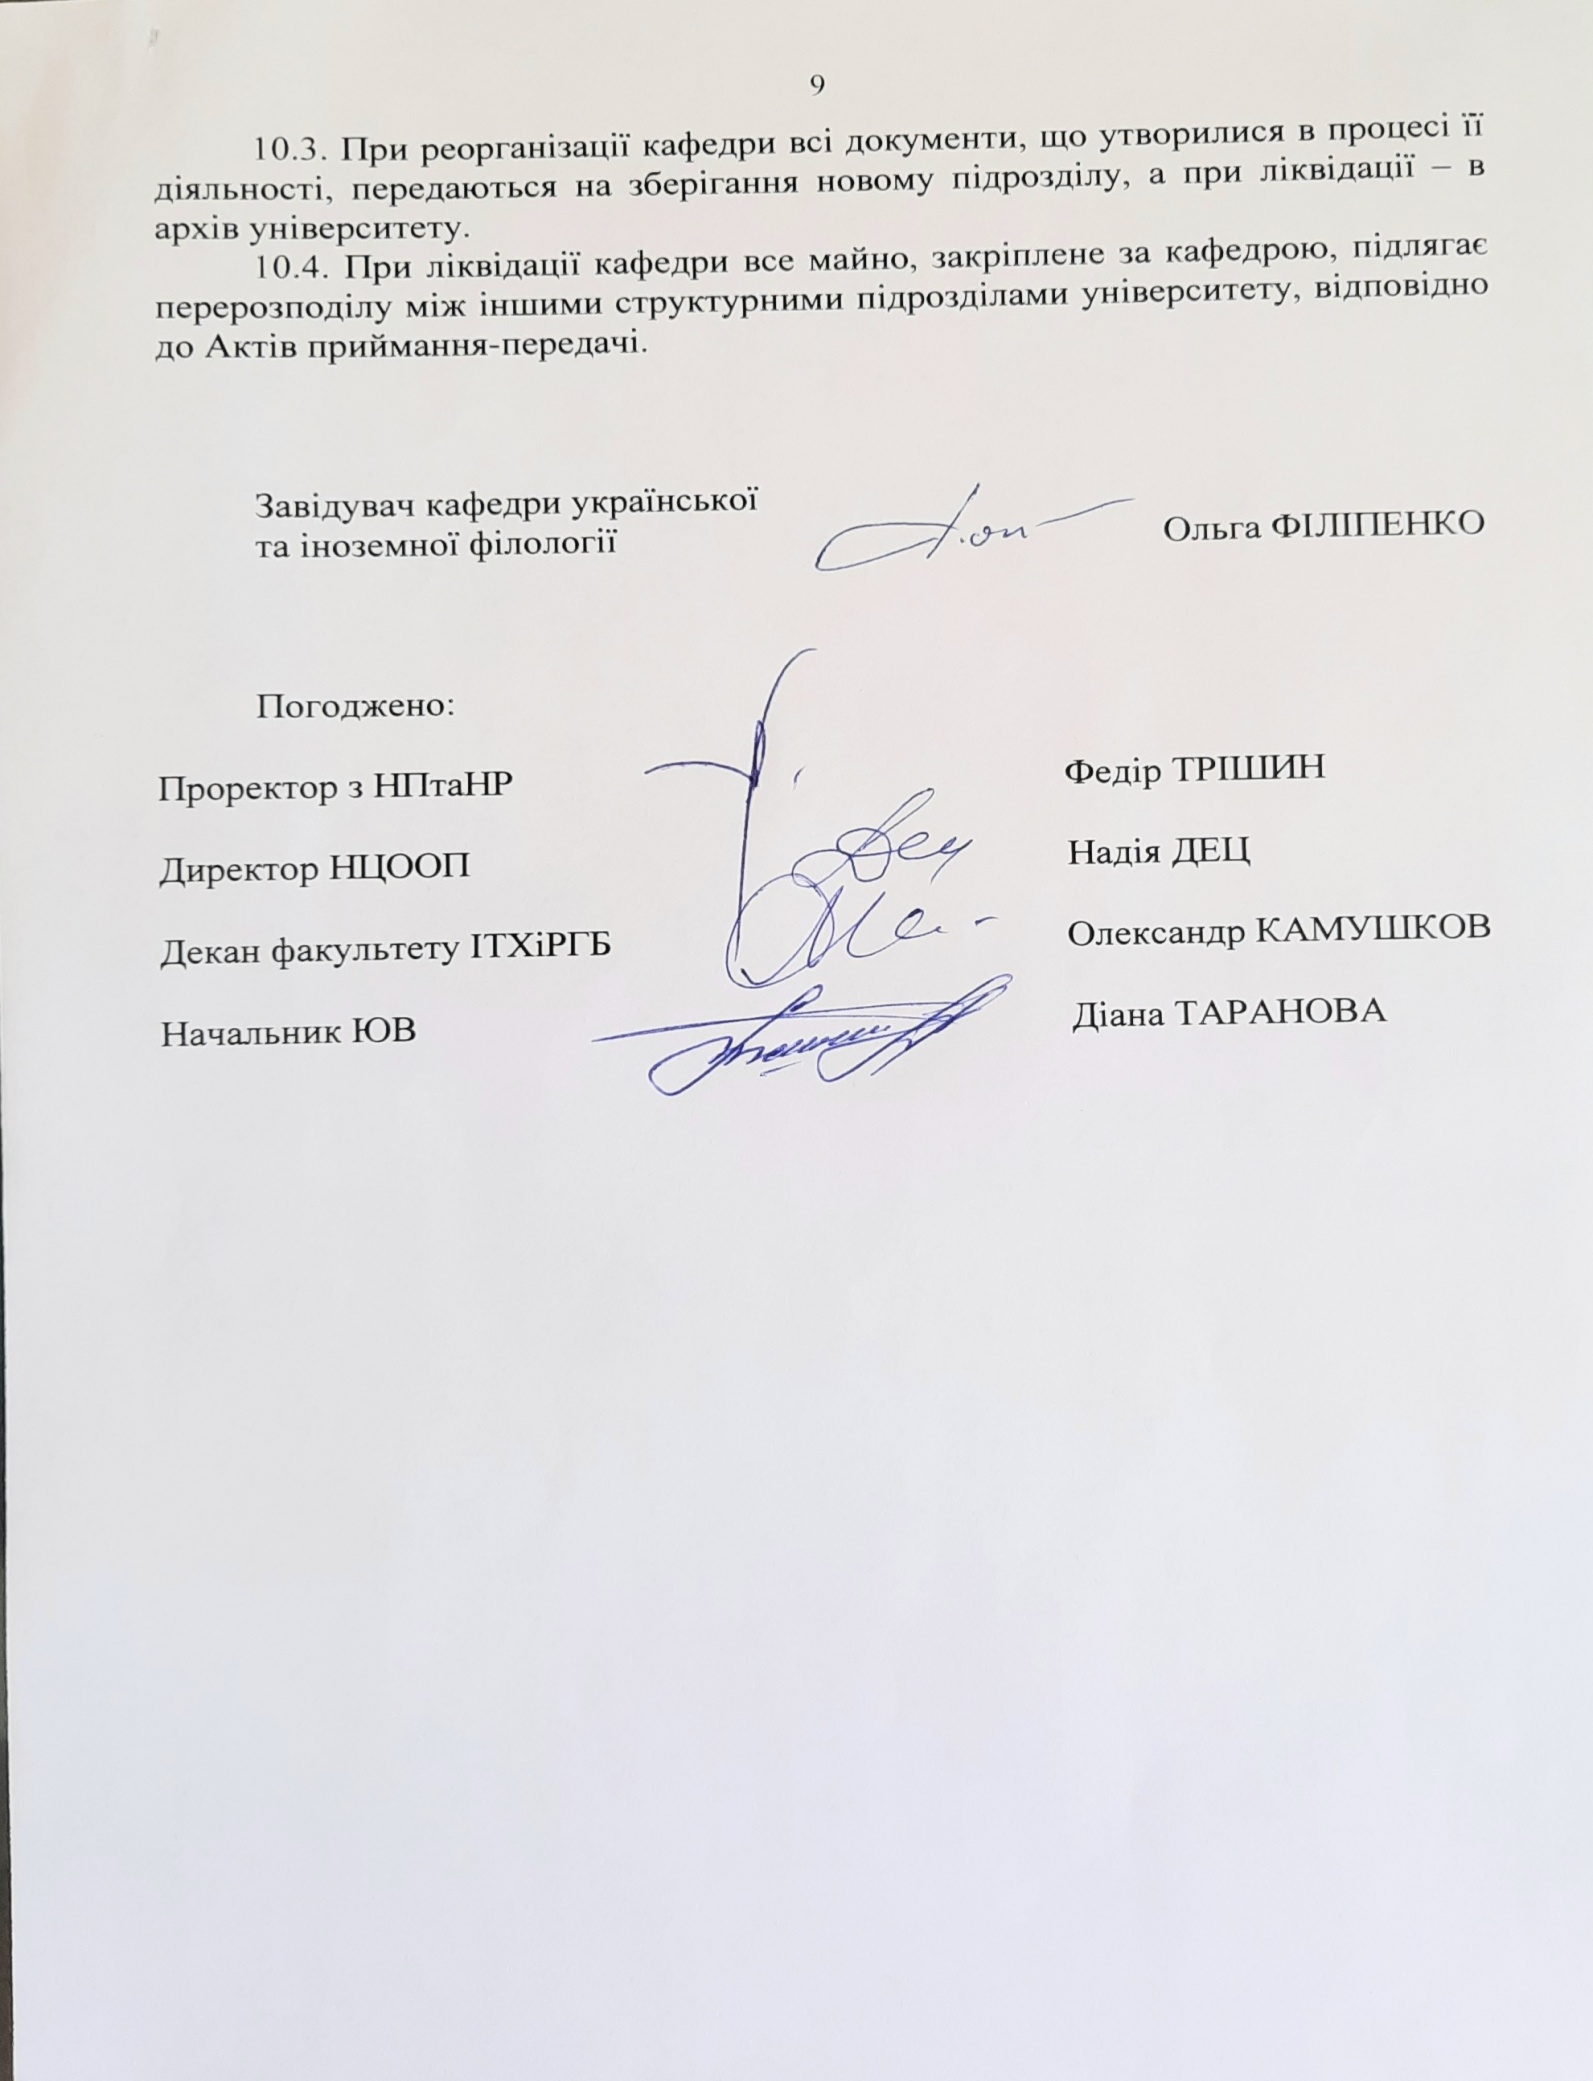 9
10.3. При реорганізації кафедри всі документи, що утворилися в процесі її
діяльності, передаються на зберігання новому підрозділу, а при ліквідації – в
архів університету.
10.4. При ліквідації кафедри все майно, закріплене за кафедрою, підлягає
перерозподілу між іншими структурними підрозділами університету, відповідно
до Актів приймання-передачі.
Завідувач кафедри української
та іноземної філології Ольга ФІЛІПЕНКО
Погоджено:
Проректор з НПтаНР Федір ТРІШИН
Директор НЦООП Надія ДЕЦ
Декан факультету ІТХіРГБ Олександр КАМУШКОВ
Начальник ЮВ Діана ТАРАНОВА